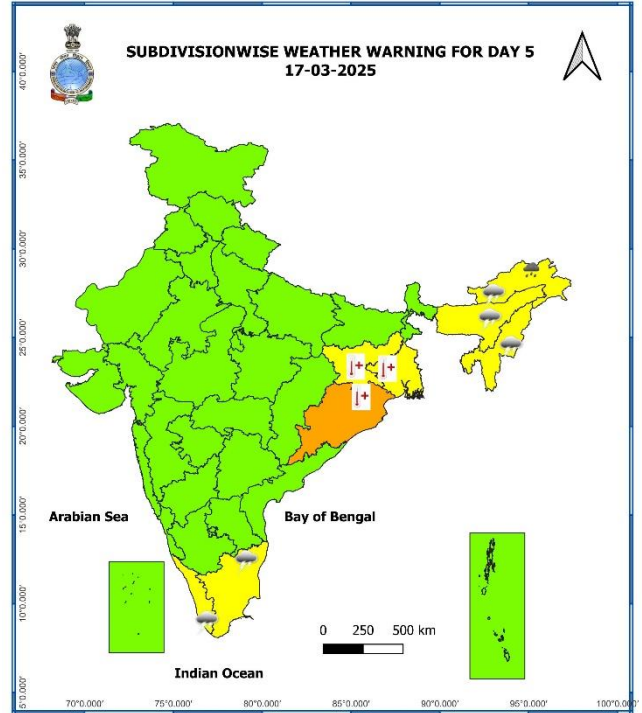 SUBDIVISIONWISE WEATHER WARNING FOR DAY 5
17-03-2025
40°0.000'
35°0.000'
30°0.000'
25°0.000'
20°0.000'
15°0.000'
10°0.000'
5°0.000'
Arabian Sea
Bay of Bengal
0 250 500 km
Indian Ocean
70°0.000' 75°0.000' 80°0.000' 85°0.000' 90°0.000' 95°0.000' 100°0.000'